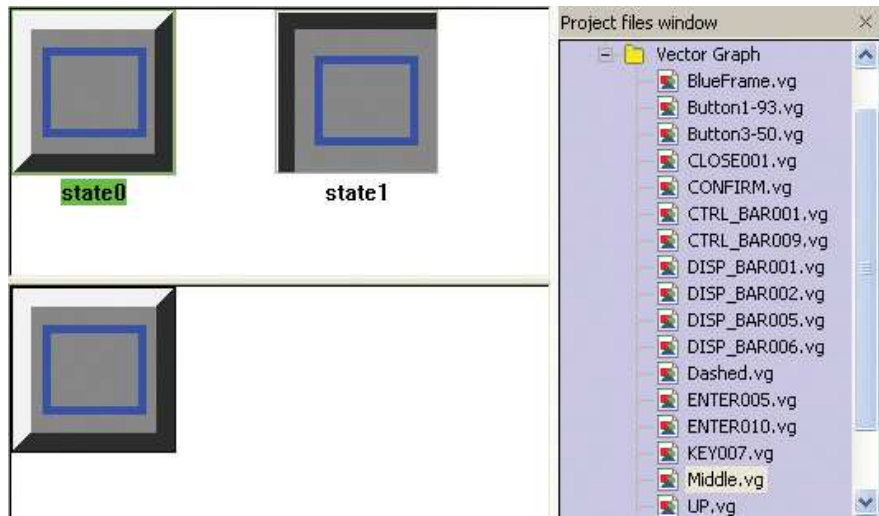 state0
state1
Project files window
Vector Graph
BlueFrame.vg
Button1-93.vg
Button3-50.vg
CLOSE001.vg
CONFIRM.vg
CTRL_BAR001.vg
CTRL_BAR009.vg
DISP_BAR001.vg
DISP_BAR002.vg
DISP_BAR005.vg
DISP_BAR006.vg
Dashed.vg
ENTER005.vg
ENTER010.vg
KEY007.vg
Middle.vg
UP.vg